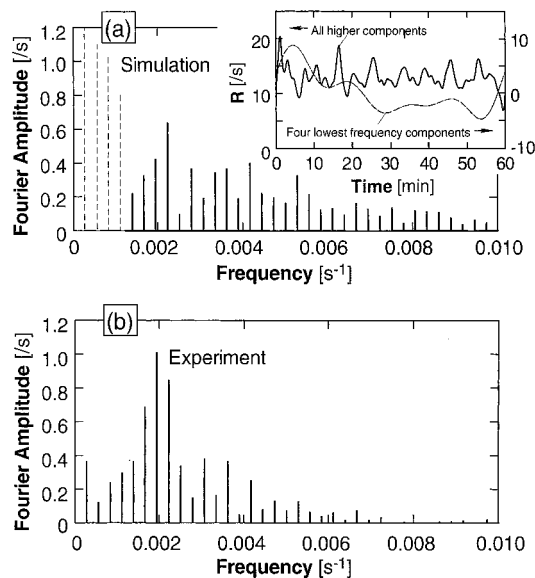 (a)
Simulation
Fourier Amplitude [/s]
1.2
1.0
0.8
0.6
0.4
0.2
0
0 0.002 0.004 0.006 0.008 0.010
Frequency [s-1]
All higher components
Four lowest frequency components
R [/s]
20
10
0
10
0
-10
0 10 20 30 40 50 60
Time [min]
(b)
Experiment
Fourier Amplitude [/s]
1.2
1.0
0.8
0.6
0.4
0.2
0
0 0.002 0.004 0.006 0.008 0.010
Frequency [s-1]